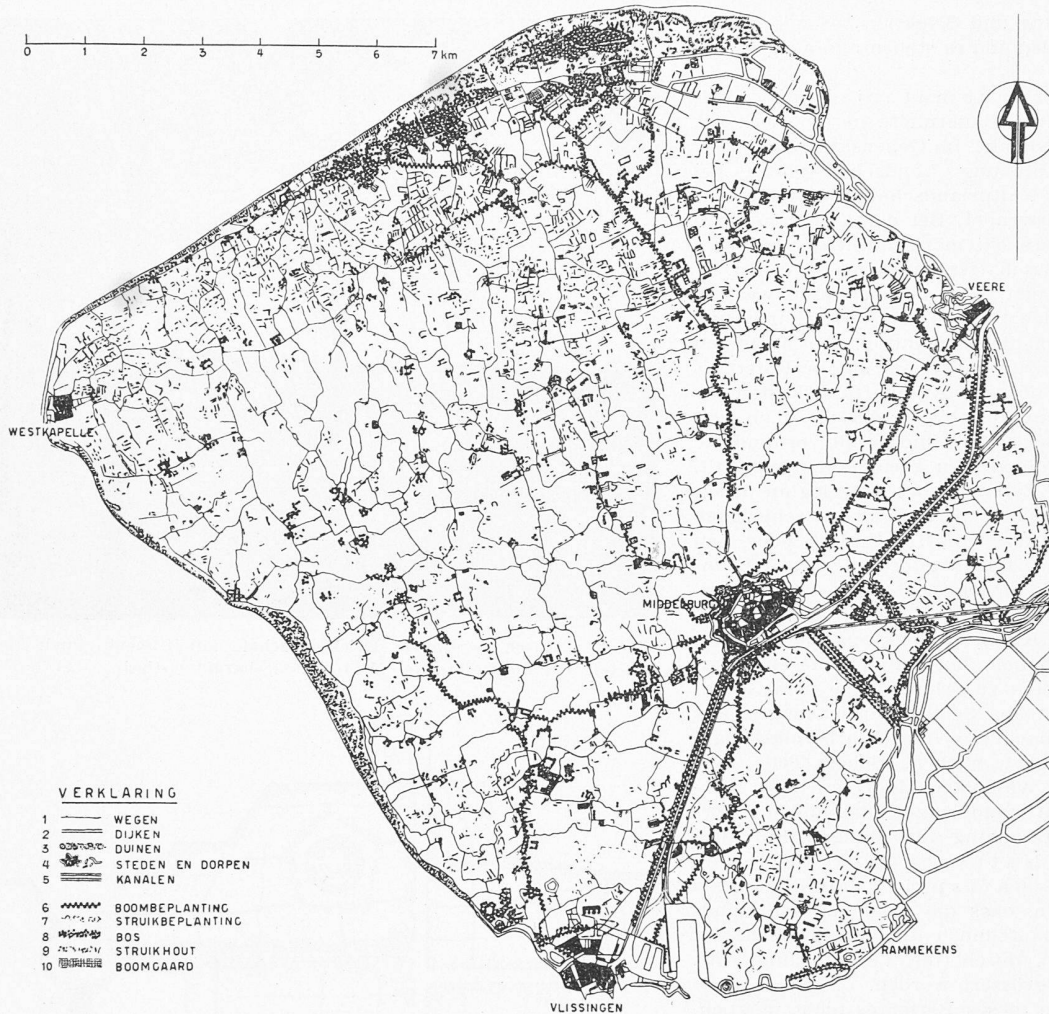 0 1 2 3 4 5 6 7 km
VEERE
WESTKAPELLE
MIDDELBURG
VERKLARING
1 WEGEN
2 DIJKEN
3 DUINEN
4 STEDEN EN DORPEN
5 KANALEN
6 BOOMBEPLANTING
7 STRUIKBEPLANTING
8 BOS
9 STRUIKHOUT
10 BOOMGAARD
RAMMEKENS
VLISSINGEN